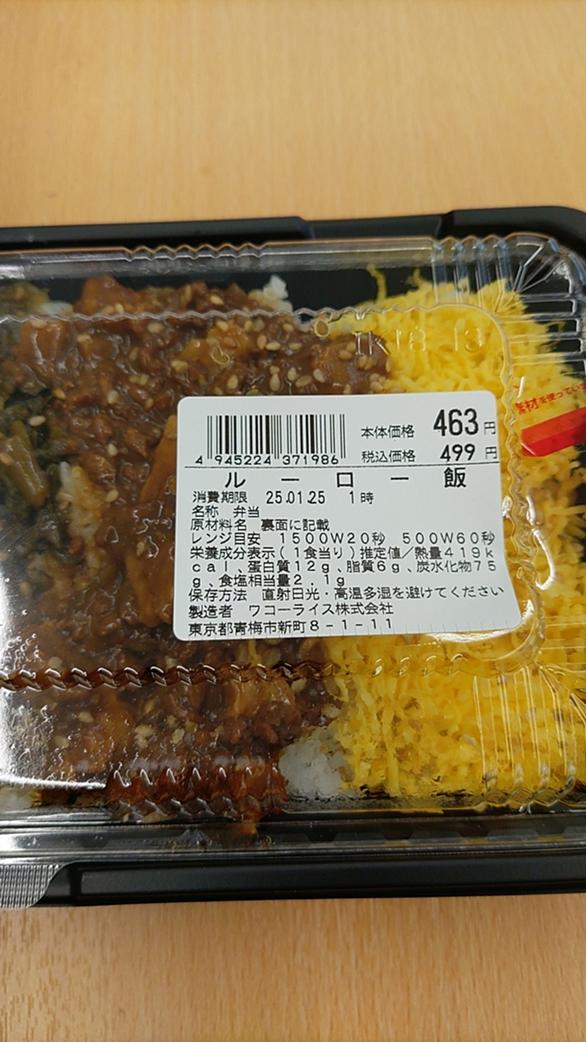 本体価格 463円
税込価格 499円
4 945224 371986
ルーロー飯
消費期限 25.01.25 1時
名称 弁当
原材料名 裏面に記載
レンジ目安 1500W20秒 500W60秒
栄養成分表示(1食当り)推定値/熱量419k
cal、蛋白質12g、脂質6g、炭水化物75
g、食塩相当量2.1g
保存方法 直射日光・高温多湿を避けてください
製造者 ワコーライス株式会社
東京都青梅市新町8-1-11
素材を使ってい